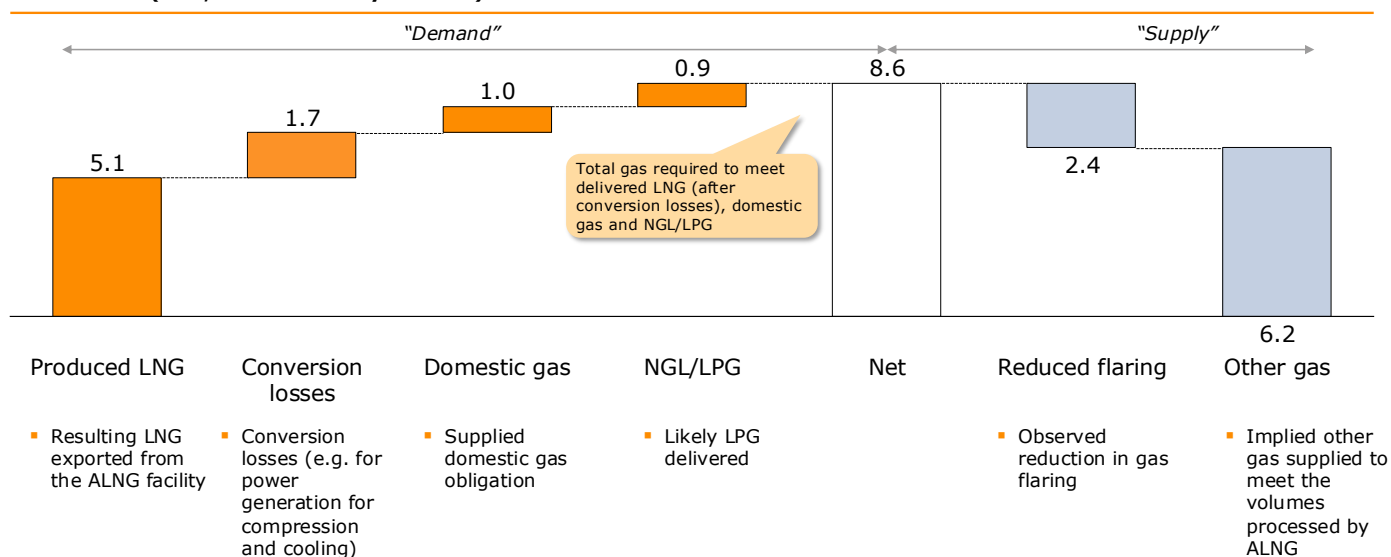 “Demand”
“Supply”
5.1
1.7
1.0
0.9
8.6
2.4
6.2
Total gas required to meet
delivered LNG (after
conversion losses), domestic
gas and NGL/LPG
Produced LNG
Conversion
losses
Domestic gas
NGL/LPG
Net
Reduced flaring
Other gas
▪ Resulting LNG
exported from
the ALNG facility
▪ Conversion
losses (e.g. for
power
generation for
compression
and cooling)
▪ Supplied
domestic gas
obligation
▪ Likely LPG
delivered
▪ Observed
reduction in gas
flaring
▪ Implied other
gas supplied to
meet the
volumes
processed by
ALNG